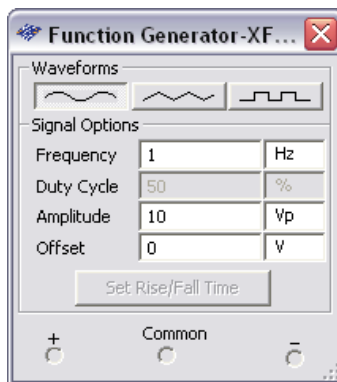 Function Generator-XF...
Waveforms
Signal Options
Frequency 1 Hz
Duty Cycle 50 %
Amplitude 10 Vp
Offset 0 V
Set Rise/Fall Time
+ Common −